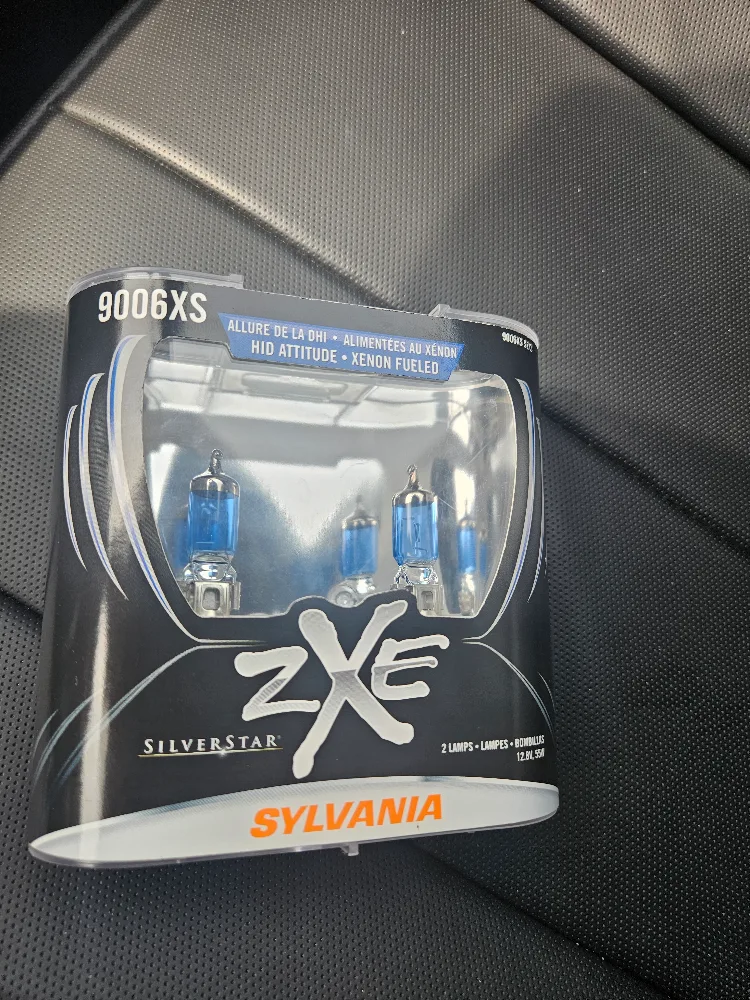 9006XS
ALLURE DE LA DHI • ALIMENTÉES AU XÉNON
HID ATTITUDE • XENON FUELED
9006XS
ZXE
SILVERSTAR
2 LAMPS • LAMPES • BOMBILLAS
12.8V, 55W
SYLVANIA